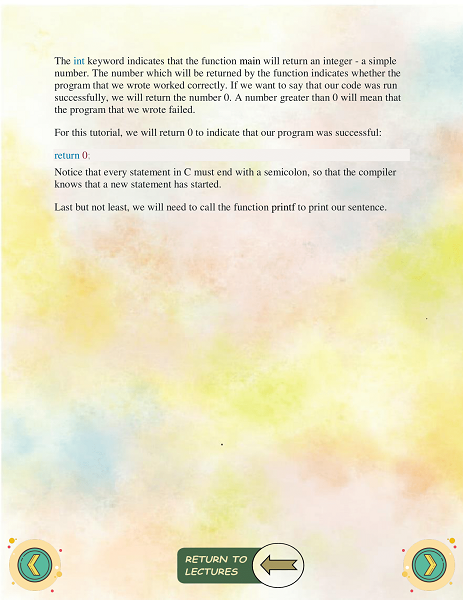 The int keyword indicates that the function main will return an integer - a simple
number. The number which will be returned by the function indicates whether the
program that we wrote worked correctly. If we want to say that our code was run
successfully, we will return the number 0. A number greater than 0 will mean that
the program that we wrote failed.
For this tutorial, we will return 0 to indicate that our program was successful:
return 0;
Notice that every statement in C must end with a semicolon, so that the compiler
knows that a new statement has started.
Last but not least, we will need to call the function printf to print our sentence.
RETURN TO
LECTURES